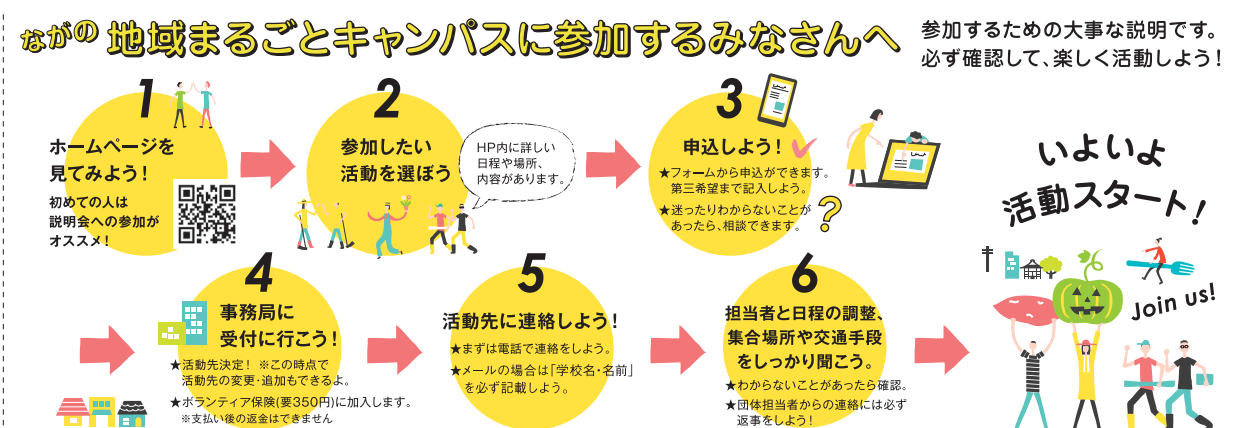 ながの 地域まるごとキャンパスに参加するみなさんへ
参加するための大事な説明です。
必ず確認して、楽しく活動しよう！
1
ホームページを
見てみよう！
初めての人は
説明会への参加が
オススメ！
2
参加したい
活動を選ぼう
HP内に詳しい
日程や場所、
内容があります。
3
申込しよう！
★フォームから申込ができます。
第三希望まで記入しよう。
★迷ったりわからないことが
あったら、相談できます。
?
4
事務局に
受付に行こう！
★活動先決定！ ※この時点で
活動先の変更・追加もできるよ。
★ボランティア保険(要350円)に加入します。
※支払い後の返金はできません
5
活動先に連絡しよう！
★まずは電話で連絡をしよう。
★メールの場合は「学校名・名前」
を必ず記載しよう。
6
担当者と日程の調整、
集合場所や交通手段
をしっかり聞こう。
★わからないことがあったら確認。
★団体担当者からの連絡には必ず
返事をしよう！
いよいよ
活動スタート！
Join us!